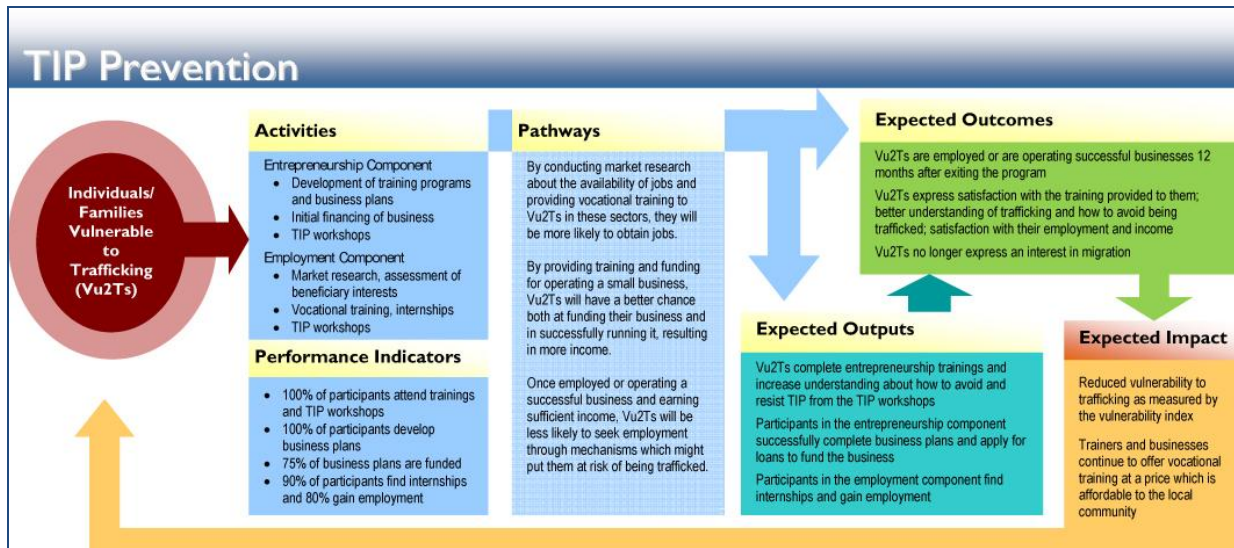 TIP Prevention
Individuals/
Families
Vulnerable
to
Trafficking
(Vu2Ts)
Activities
Entrepreneurship Component
• Development of training programs
and business plans
• Initial financing of business
• TIP workshops
Employment Component
• Market research, assessment of
beneficiary interests
• Vocational training, internships
• TIP workshops
Performance Indicators
• 100% of participants attend trainings
and TIP workshops
• 100% of participants develop
business plans
• 75% of business plans are funded
• 90% of participants find internships
and 80% gain employment
Pathways
By conducting market research
about the availability of jobs and
providing vocational training to
Vu2Ts in these sectors, they will
be more likely to obtain jobs.
By providing training and funding
for operating a small business,
Vu2Ts will have a better chance
both at funding their business and
in successfully running it, resulting
in more income.
Once employed or operating a
successful business and earning
sufficient income, Vu2Ts will be
less likely to seek employment
through mechanisms which might
put them at risk of being trafficked.
Expected Outcomes
Vu2Ts are employed or are operating successful businesses 12
months after exiting the program
Vu2Ts express satisfaction with the training provided to them;
better understanding of trafficking and how to avoid being
trafficked; satisfaction with their employment and income
Vu2Ts no longer express an interest in migration
Expected Outputs
Vu2Ts complete entrepreneurship trainings and
increase understanding about how to avoid and
resist TIP from the TIP workshops
Participants in the entrepreneurship component
successfully complete business plans and apply for
loans to fund the business
Participants in the employment component find
internships and gain employment
Expected Impact
Reduced vulnerability to
trafficking as measured by
the vulnerability index
Trainers and businesses
continue to offer vocational
training at a price which is
affordable to the local
community